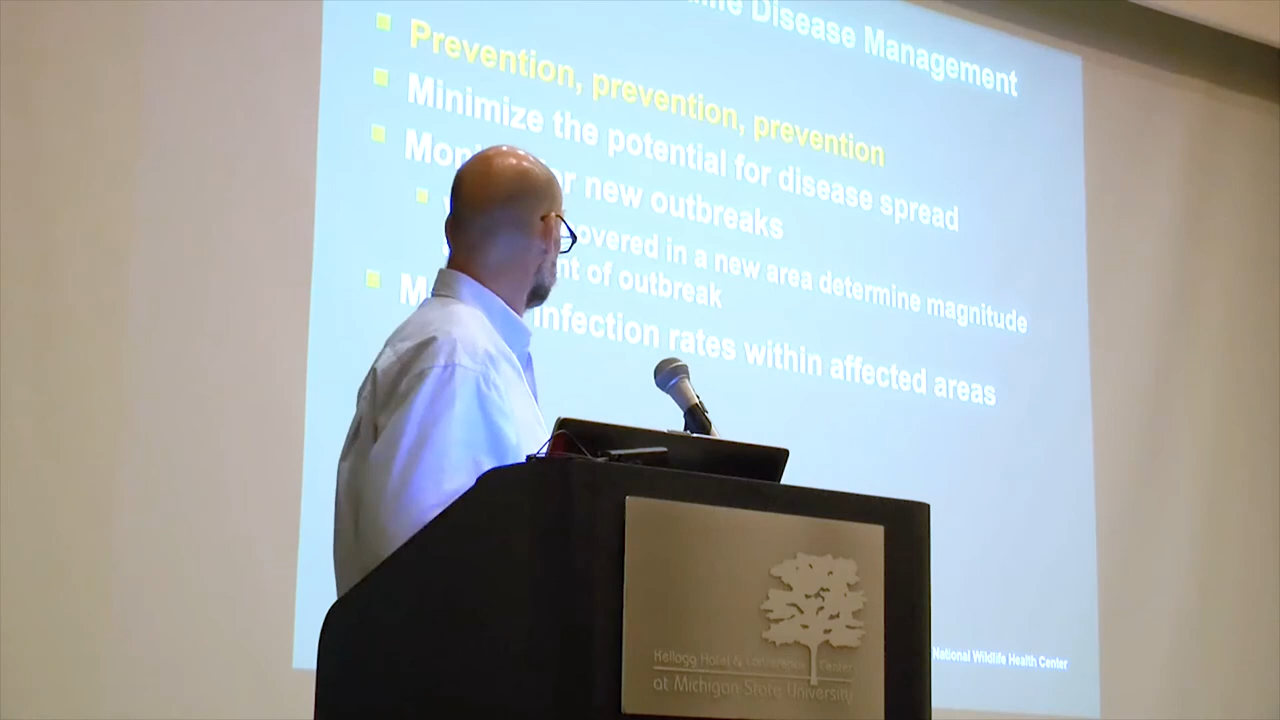 Disease Management
Prevention, prevention, prevention
Minimize the potential for disease spread
new outbreaks
in a new area determine magnitude
of outbreak
infection rates within affected areas
National Wildlife Health Center
Kellogg Hotel & Conference Center
at Michigan State University